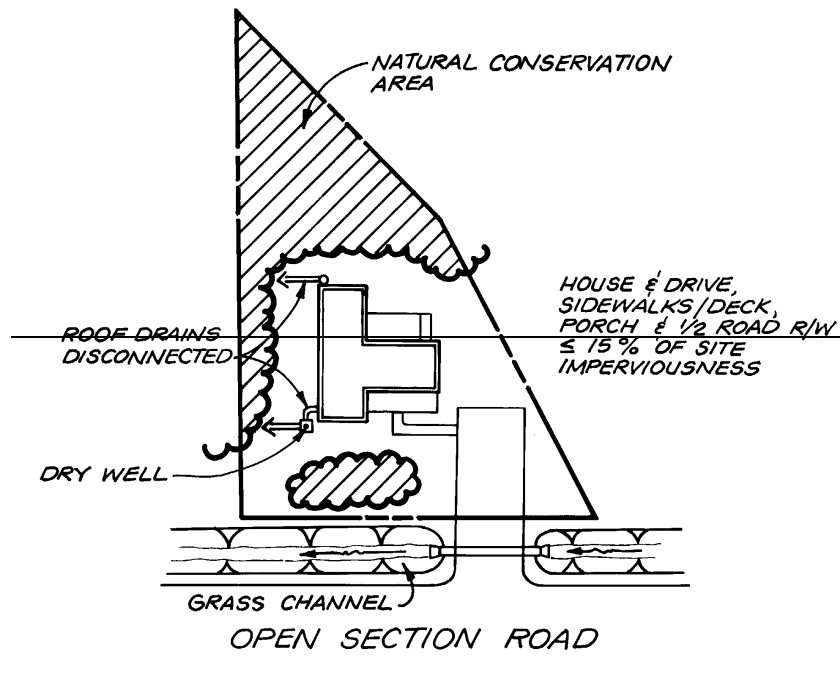 NATURAL CONSERVATION
AREA
HOUSE & DRIVE,
SIDEWALKS/DECK,
PORCH & 1/2 ROAD R/W
≤ 15% OF SITE
IMPERVIOUSNESS
ROOF DRAINS
DISCONNECTED
DRY WELL
GRASS CHANNEL
OPEN SECTION ROAD